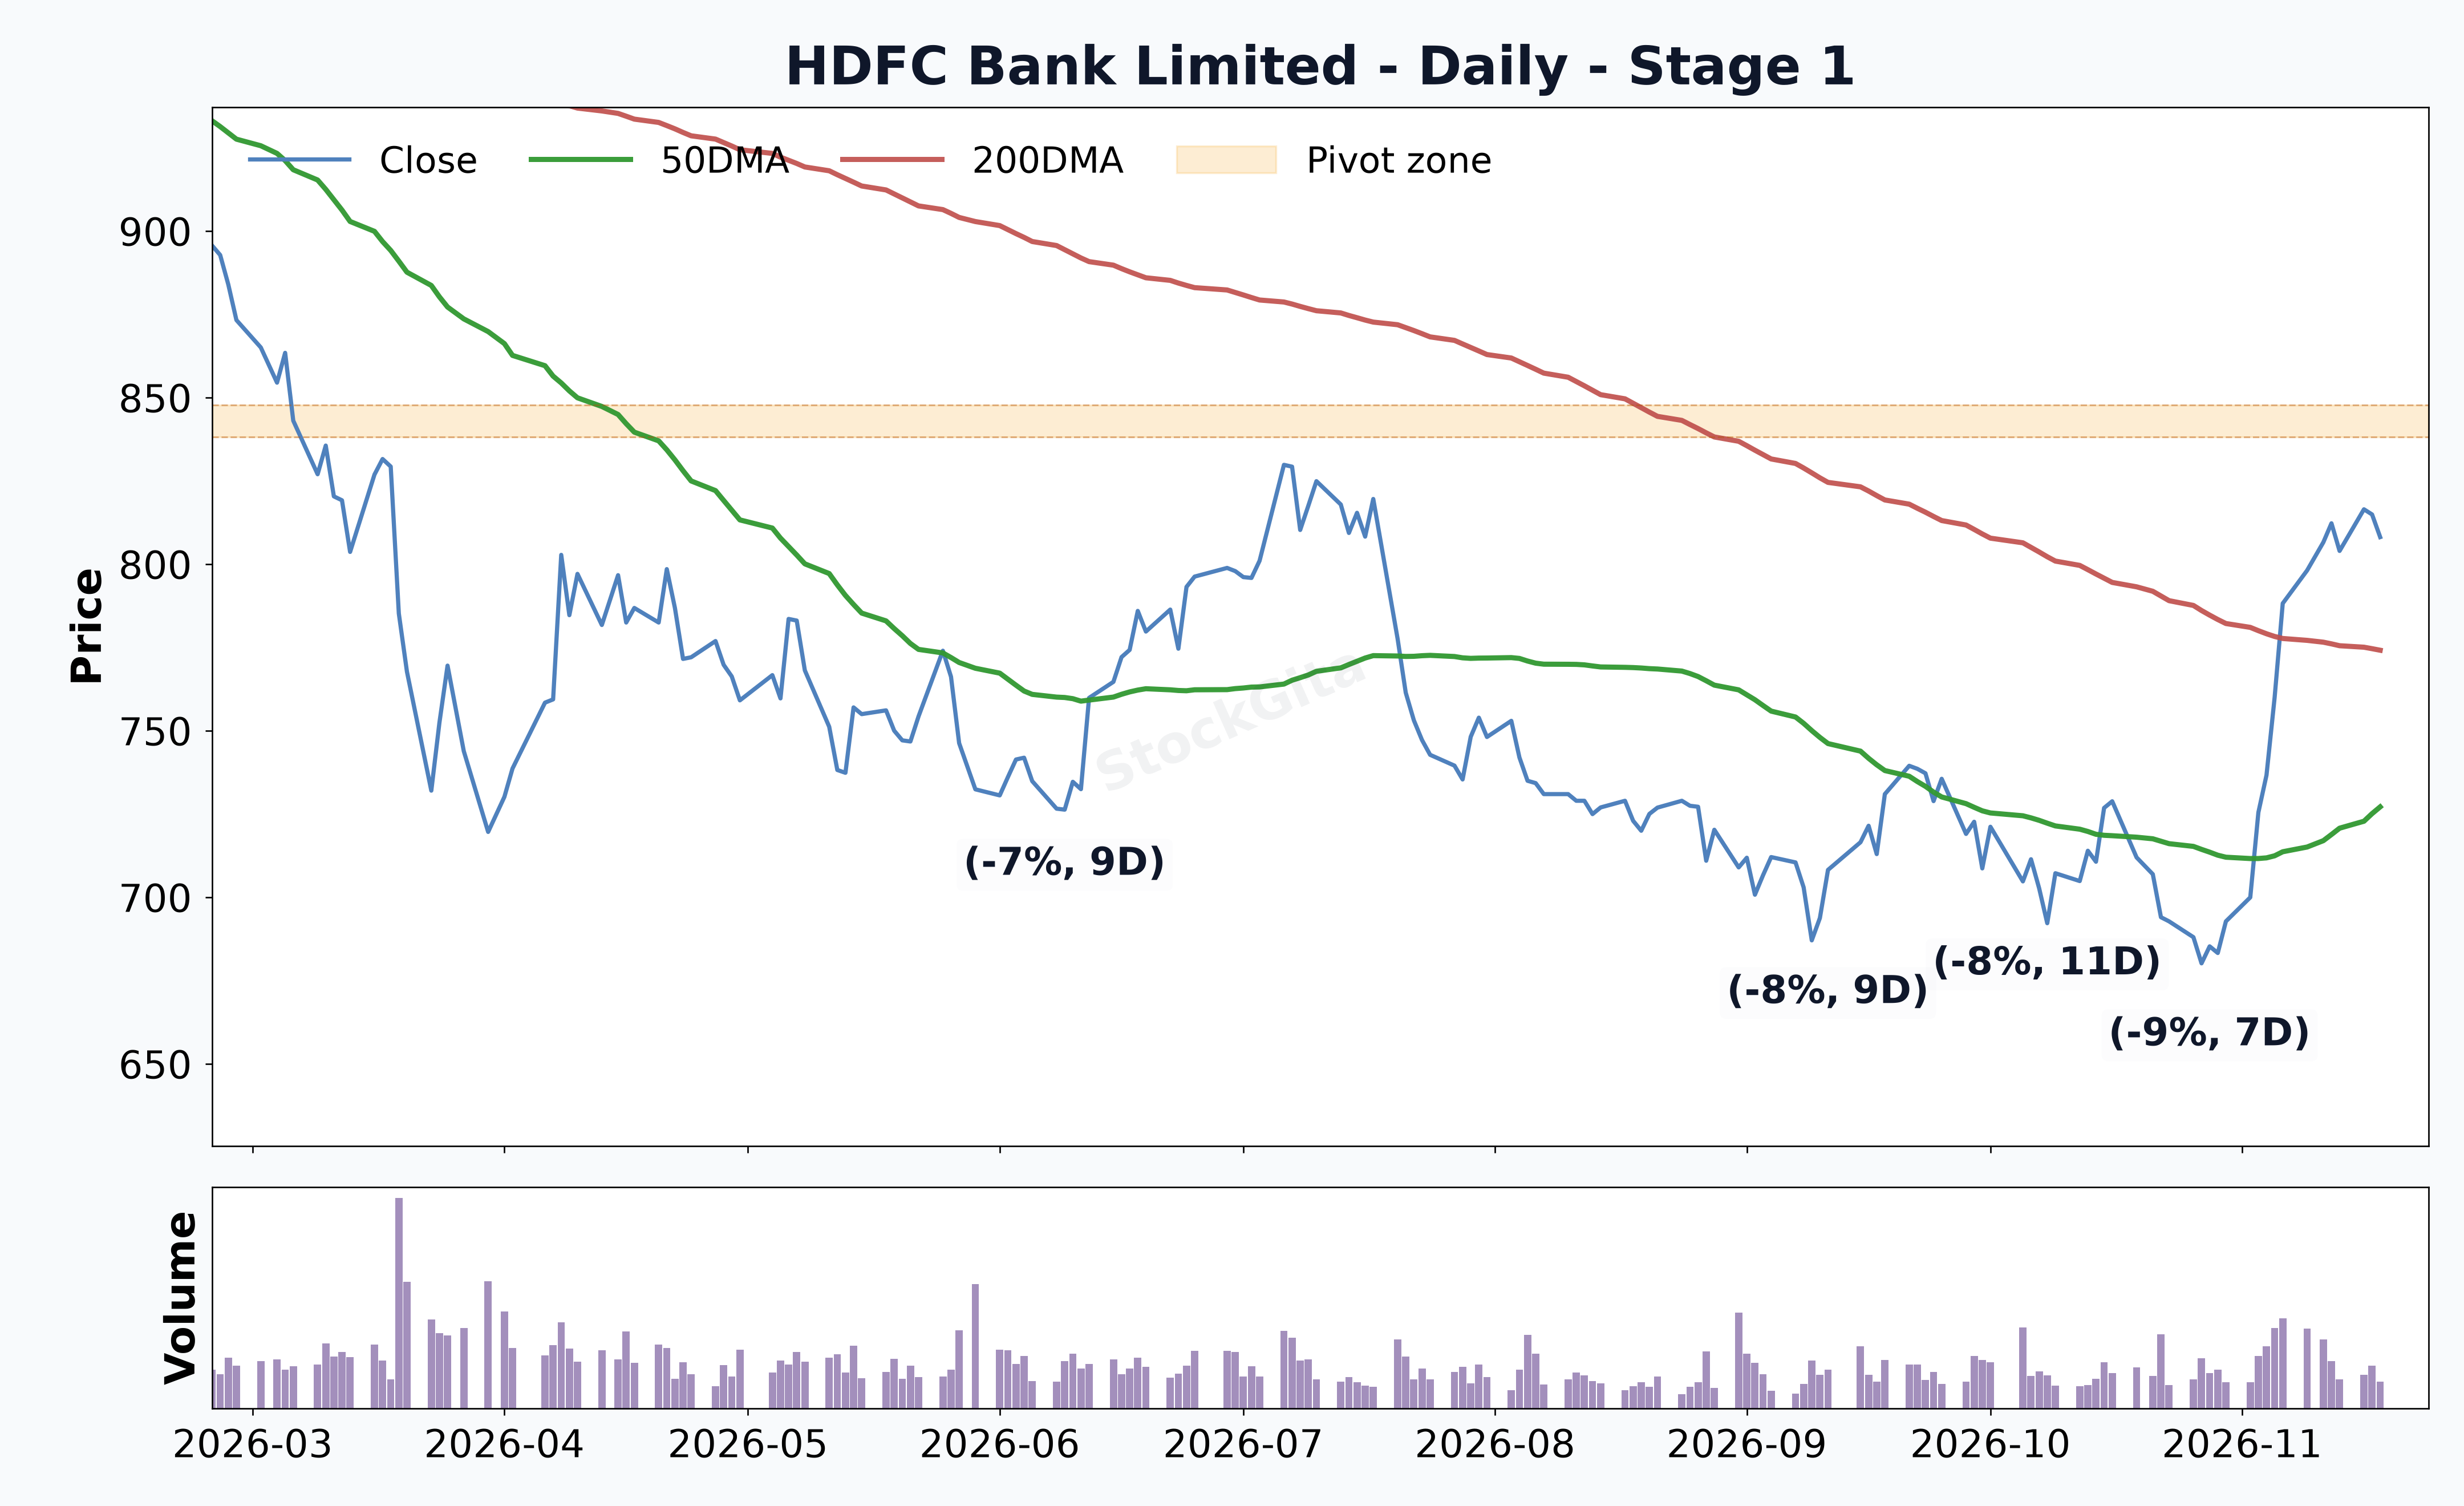 HDFC Bank Limited - Daily - Stage 1
Close 50DMA 200DMA Pivot zone
Price
900
850
800
750
700
650
StockGita
(-7%, 9D)
(-8%, 9D)
(-8%, 11D)
(-9%, 7D)
Volume
2026-03 2026-04 2026-05 2026-06 2026-07 2026-08 2026-09 2026-10 2026-11